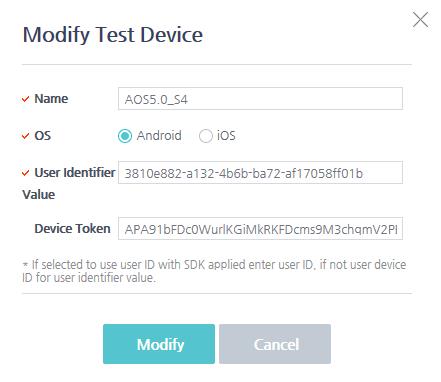 Modify Test Device
Name AOS5.0_S4
OS Android iOS
User Identifier 3810e882-a132-4b6b-ba72-af17058ff01b
Value
Device Token APA91bFDc0WurlKGiMkRKFDcms9M3chqmV2PH
* If selected to use user ID with SDK applied enter user ID, if not user device
ID for user identifier value.
Modify Cancel